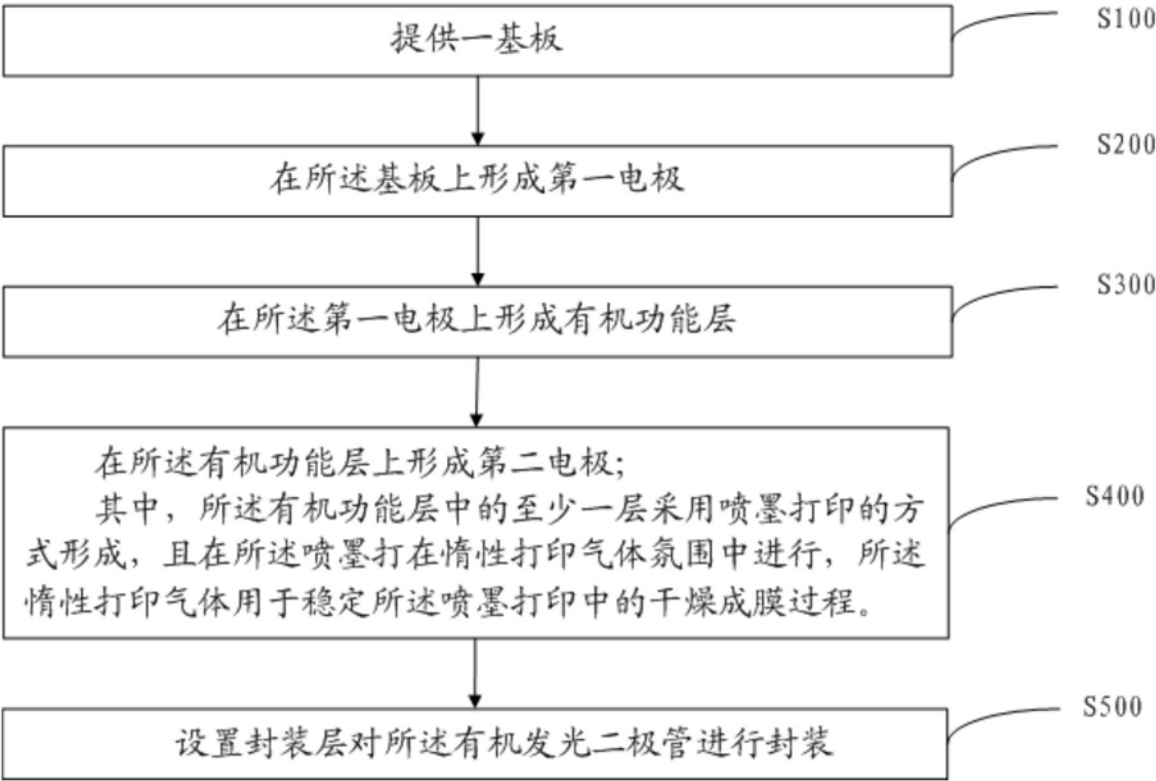 提供一基板
S100
在所述基板上形成第一电极
S200
在所述第一电极上形成有机功能层
S300
在所述有机功能层上形成第二电极;
其中，所述有机功能层中的至少一层采用喷墨打印的方
式形成，且在所述喷墨打在惰性打印气体氛围中进行，所述
惰性打印气体用于稳定所述喷墨打印中的干燥成膜过程。
S400
设置封装层对所述有机发光二极管进行封装
S500